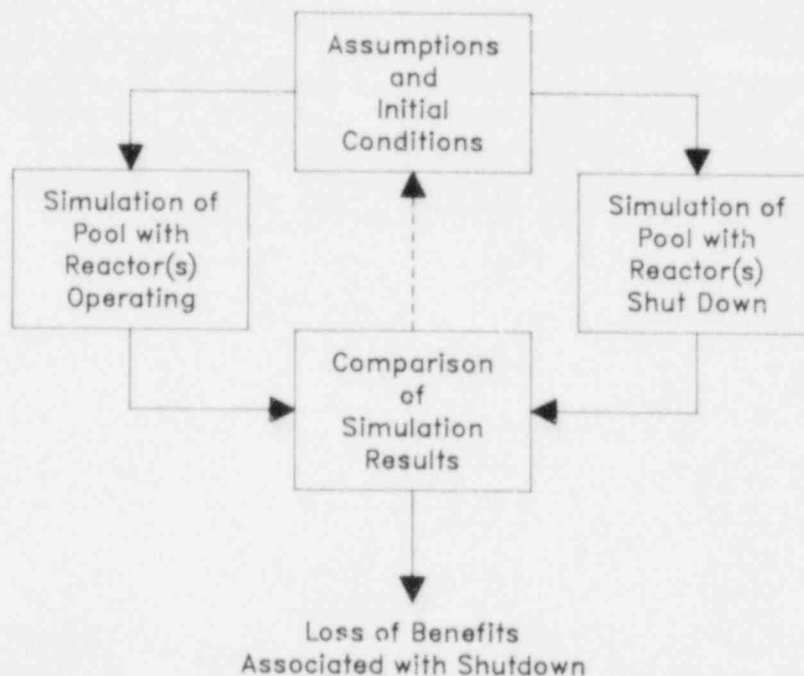 Assumptions
and
Initial
Conditions
Simulation of
Pool with
Reactor(s)
Operating
Simulation of
Pool with
Reactor(s)
Shut Down
Comparison
of
Simulation
Results
Loss of Benefits
Associated with Shutdown